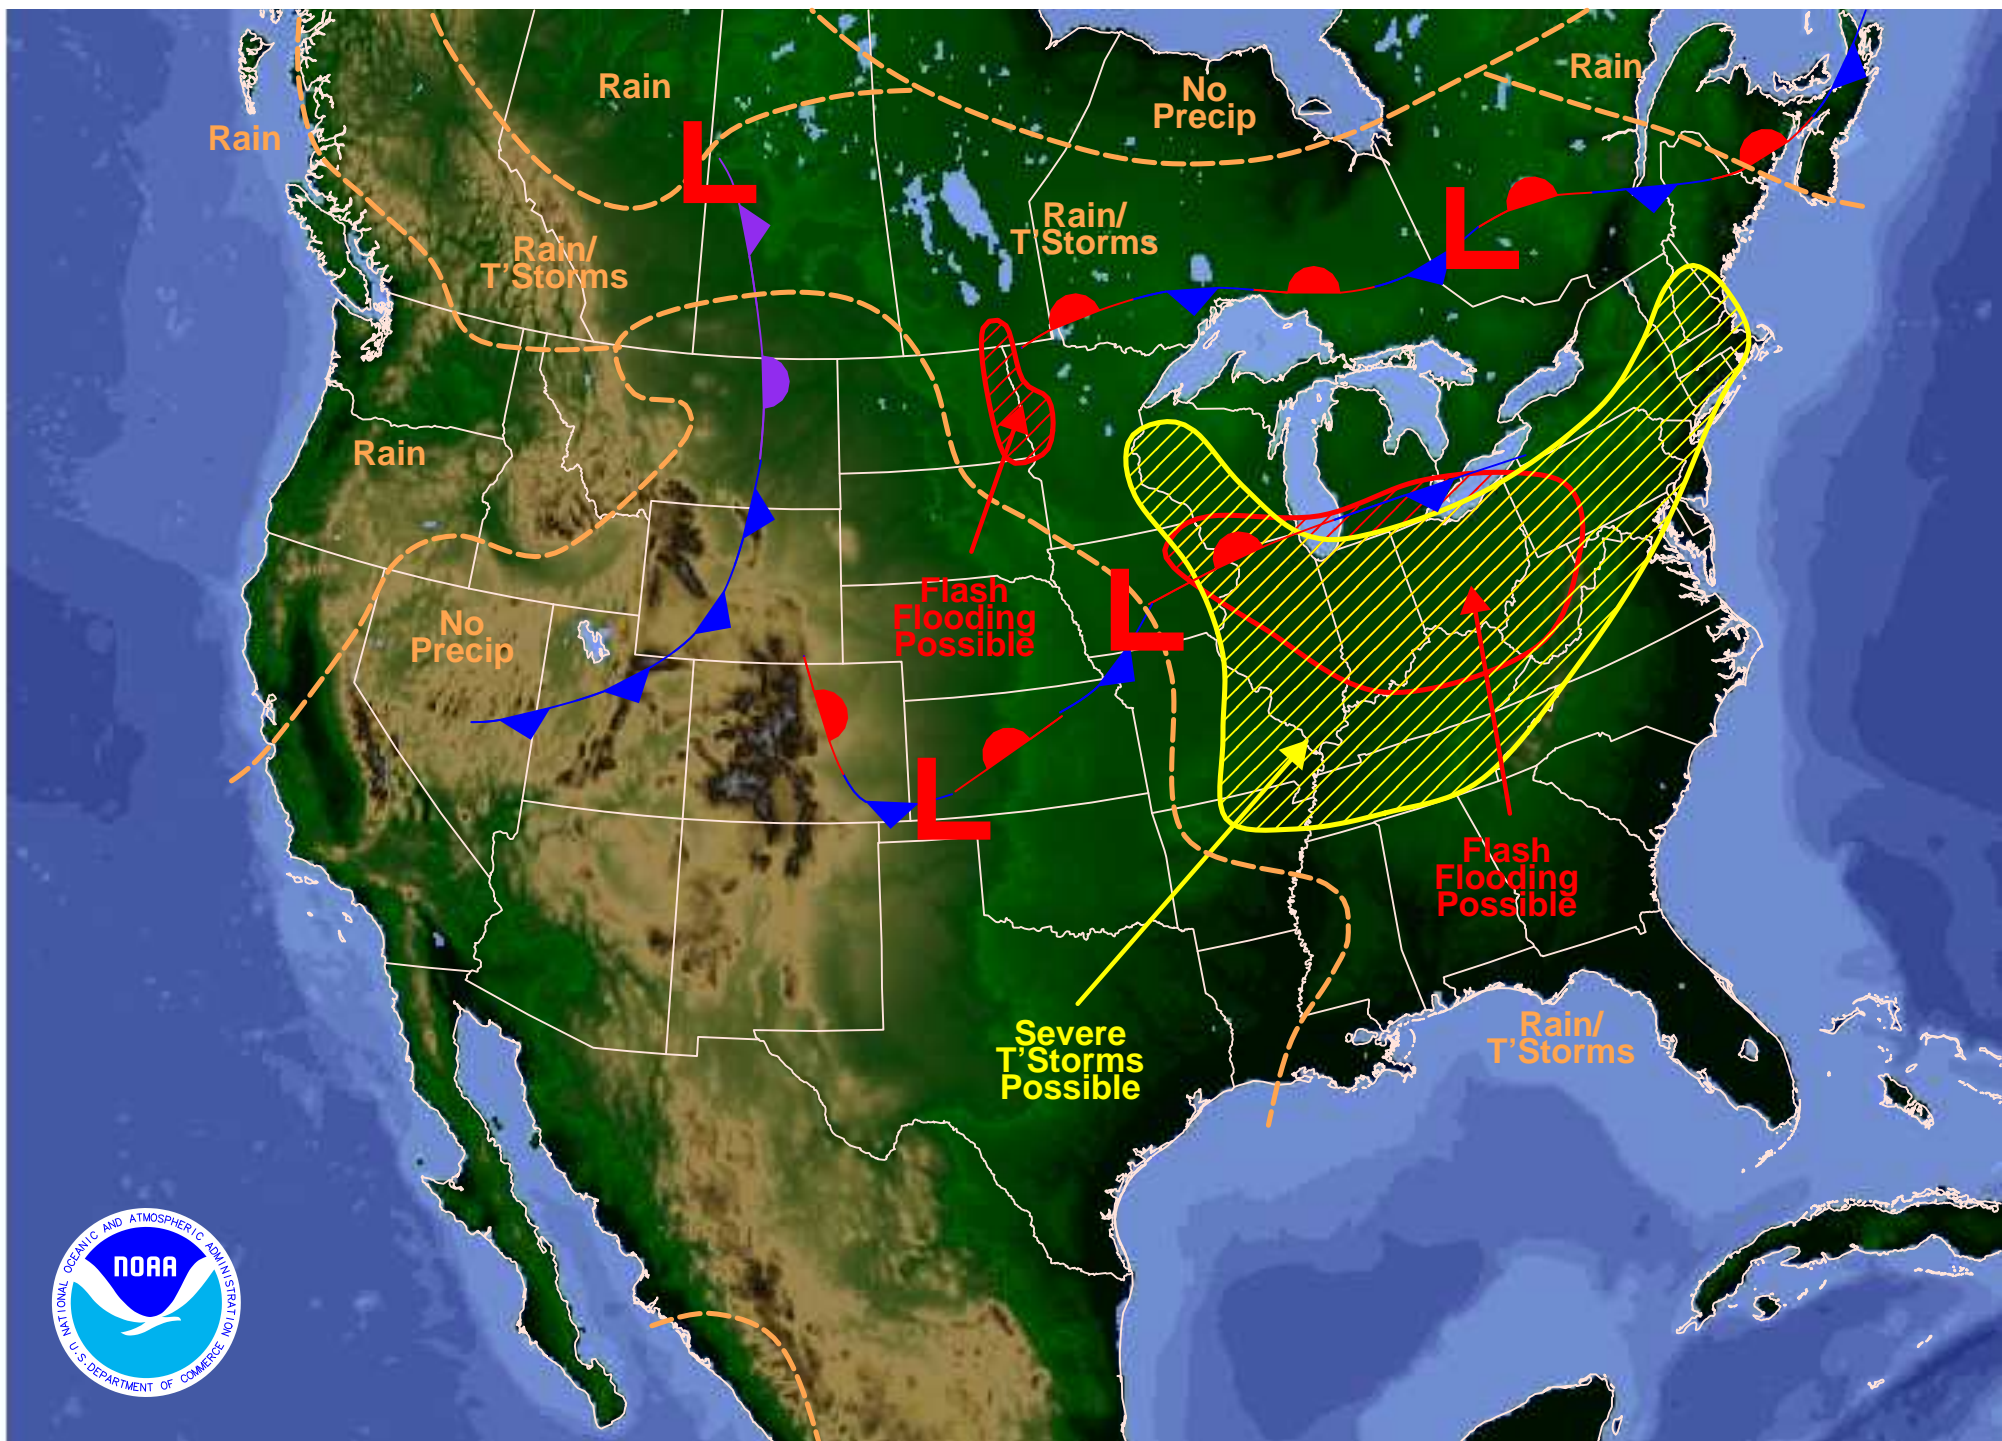 Rain
Rain
No
Precip
Rain
Rain/
T'Storms
Rain/
T'Storms
L
L
Rain
No
Precip
Flash
Flooding
Possible
L
L
Flash
Flooding
Possible
Severe
T'Storms
Possible
Rain/
T'Storms
NATIONAL OCEANIC AND ATMOSPHERIC ADMINISTRATION
NOAA
U.S. DEPARTMENT OF COMMERCE